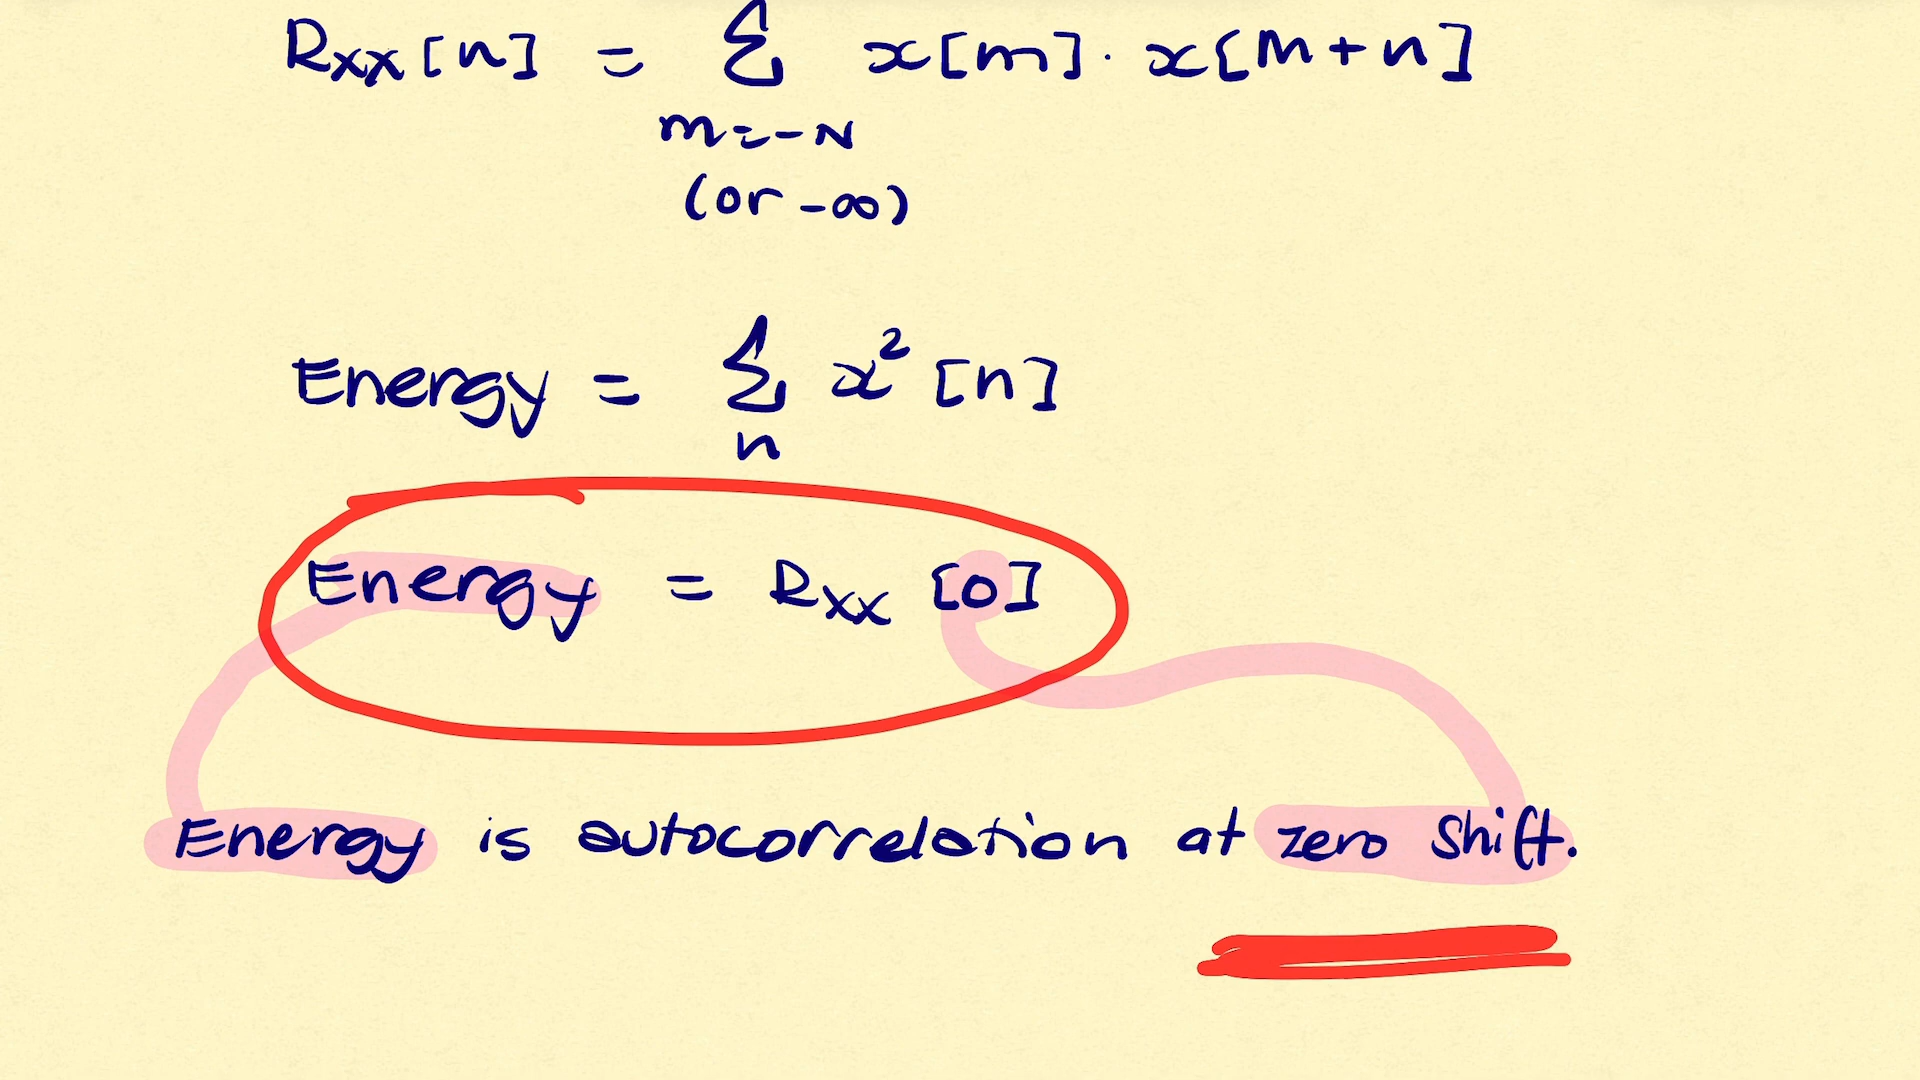 Rxx[n] = Σ x[m] · x[m+n]
m=-N
(or -∞)
Energy = Σ x² [n]
n
Energy = Rxx [0]
Energy is autocorrelation at zero shift.